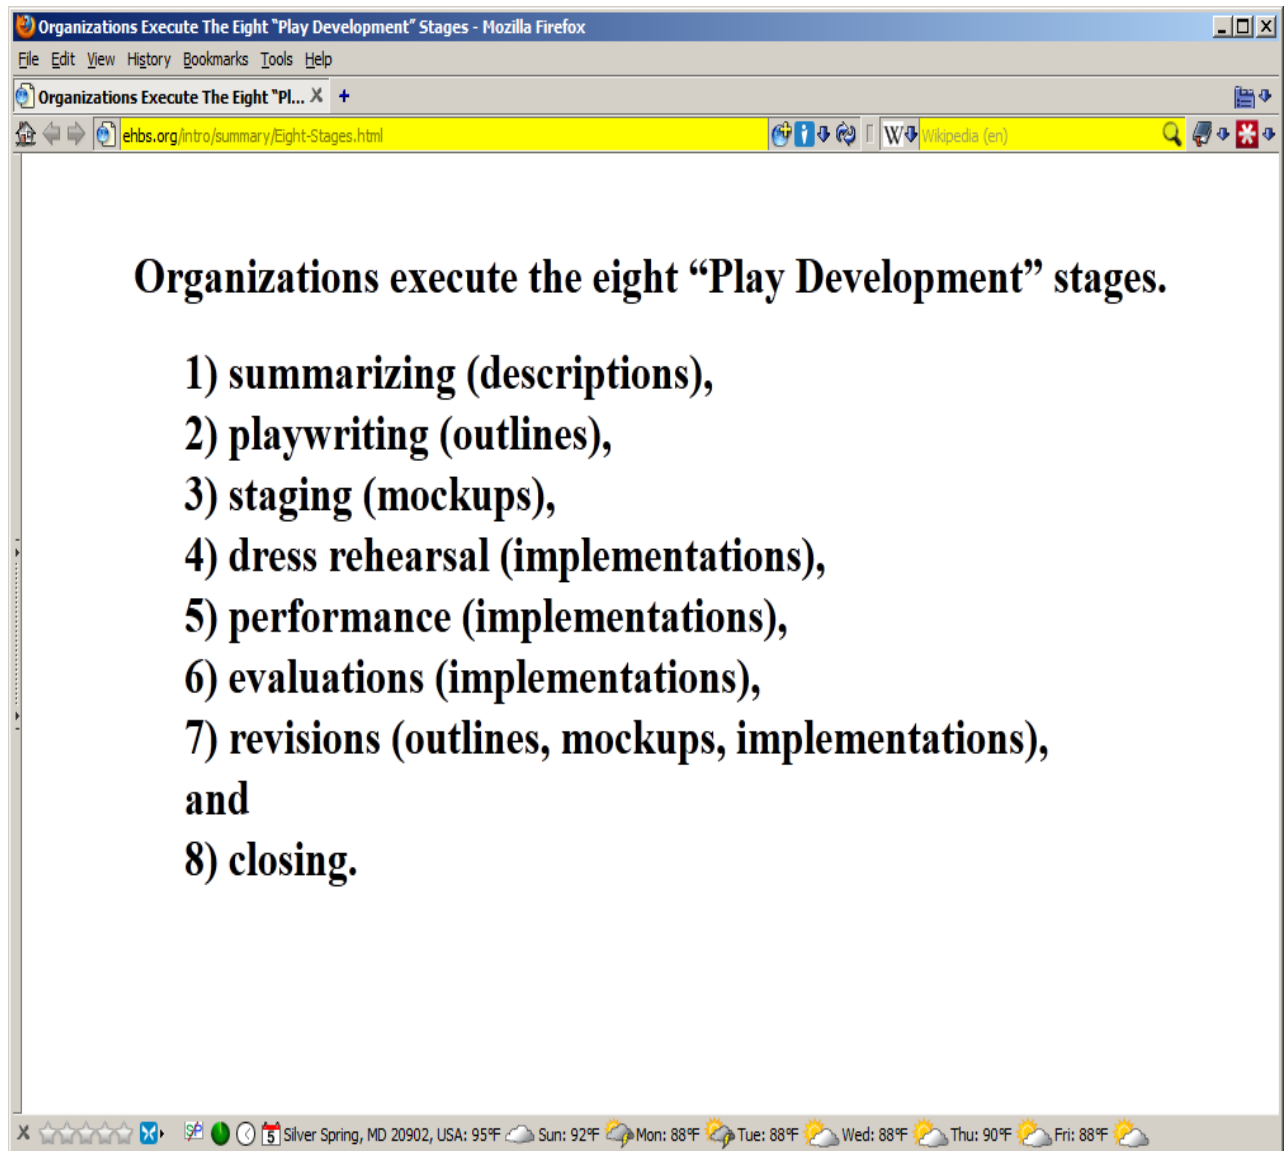 Organizations Execute The Eight “Play Development” Stages - Mozilla Firefox
File Edit View History Bookmarks Tools Help
Organizations Execute The Eight “Pl... X +
ehbs.org/intro/summary/Eight-Stages.html W Wikipedia (en)
Organizations execute the eight “Play Development” stages.
1) summarizing (descriptions),
2) playwriting (outlines),
3) staging (mockups),
4) dress rehearsal (implementations),
5) performance (implementations),
6) evaluations (implementations),
7) revisions (outlines, mockups, implementations),
and
8) closing.
5 Silver Spring, MD 20902, USA: 95°F Sun: 92°F Mon: 88°F Tue: 88°F Wed: 88°F Thu: 90°F Fri: 88°F